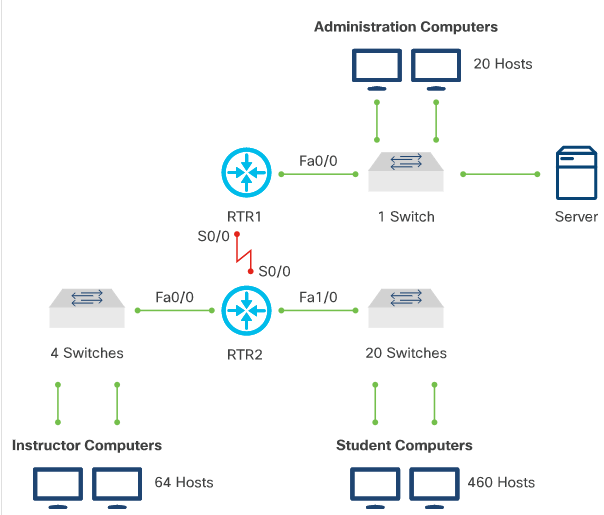 Administration Computers
20 Hosts
Fa0/0
RTR1
1 Switch
Server
S0/0
S0/0
Fa0/0
Fa1/0
4 Switches
RTR2
20 Switches
Instructor Computers
Student Computers
64 Hosts
460 Hosts